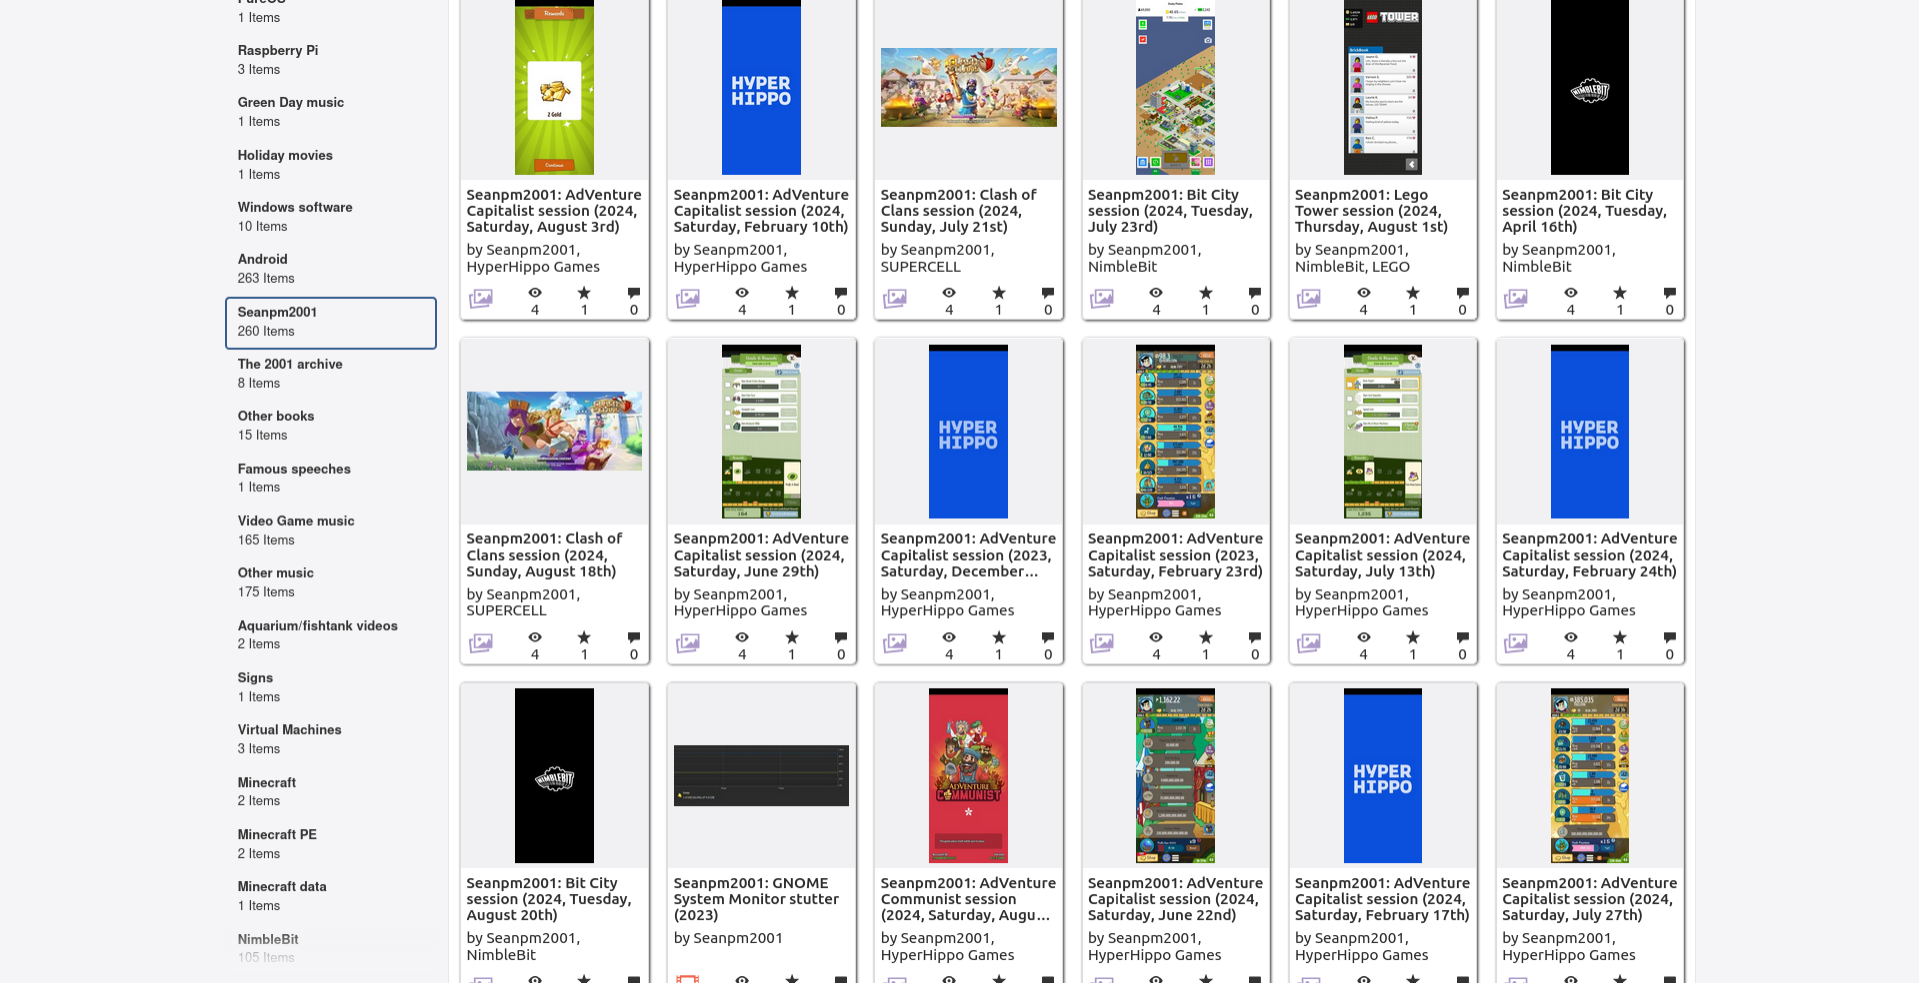 PureOS
1 Items
Raspberry Pi
3 Items
Green Day music
1 Items
Holiday movies
1 Items
Windows software
10 Items
Android
263 Items
Seanpm2001
260 Items
The 2001 archive
8 Items
Other books
15 Items
Famous speeches
1 Items
Video Game music
165 Items
Other music
175 Items
Aquarium/fishtank videos
2 Items
Signs
1 Items
Virtual Machines
3 Items
Minecraft
2 Items
Minecraft PE
2 Items
Minecraft data
1 Items
NimbleBit
105 Items
Rewards
2 Gold
Continue
Seanpm2001: AdVenture
Capitalist session (2024,
Saturday, August 3rd)
by Seanpm2001,
HyperHippo Games
4 1 0
HYPER
HIPPO
Seanpm2001: AdVenture
Capitalist session (2024,
Saturday, February 10th)
by Seanpm2001,
HyperHippo Games
4 1 0
Seanpm2001: Clash of
Clans session (2024,
Sunday, July 21st)
by Seanpm2001,
SUPERCELL
4 1 0
Seanpm2001: Bit City
session (2024, Tuesday,
July 23rd)
by Seanpm2001,
NimbleBit
4 1 0
LEGO TOWER
Seanpm2001: Lego
Tower session (2024,
Thursday, August 1st)
by Seanpm2001,
NimbleBit, LEGO
4 1 0
NIMBLEBIT
Seanpm2001: Bit City
session (2024, Tuesday,
April 16th)
by Seanpm2001,
NimbleBit
4 1 0
Seanpm2001: Clash of
Clans session (2024,
Sunday, August 18th)
by Seanpm2001,
SUPERCELL
4 1 0
Seanpm2001: AdVenture
Capitalist session (2024,
Saturday, June 29th)
by Seanpm2001,
HyperHippo Games
4 1 0
HYPER
HIPPO
Seanpm2001: AdVenture
Capitalist session (2023,
Saturday, December...
by Seanpm2001,
HyperHippo Games
4 1 0
Seanpm2001: AdVenture
Capitalist session (2023,
Saturday, February 23rd)
by Seanpm2001,
HyperHippo Games
4 1 0
Seanpm2001: AdVenture
Capitalist session (2024,
Saturday, July 13th)
by Seanpm2001,
HyperHippo Games
4 1 0
HYPER
HIPPO
Seanpm2001: AdVenture
Capitalist session (2024,
Saturday, February 24th)
by Seanpm2001,
HyperHippo Games
4 1 0
NIMBLEBIT
Seanpm2001: Bit City
session (2024, Tuesday,
August 20th)
by Seanpm2001,
NimbleBit
Seanpm2001: GNOME
System Monitor stutter
(2023)
by Seanpm2001
ADVENTURE
COMMUNIST
Seanpm2001: AdVenture
Communist session
(2024, Saturday, Augu...
by Seanpm2001,
HyperHippo Games
Seanpm2001: AdVenture
Capitalist session (2024,
Saturday, June 22nd)
by Seanpm2001,
HyperHippo Games
HYPER
HIPPO
Seanpm2001: AdVenture
Capitalist session (2024,
Saturday, February 17th)
by Seanpm2001,
HyperHippo Games
Seanpm2001: AdVenture
Capitalist session (2024,
Saturday, July 27th)
by Seanpm2001,
HyperHippo Games